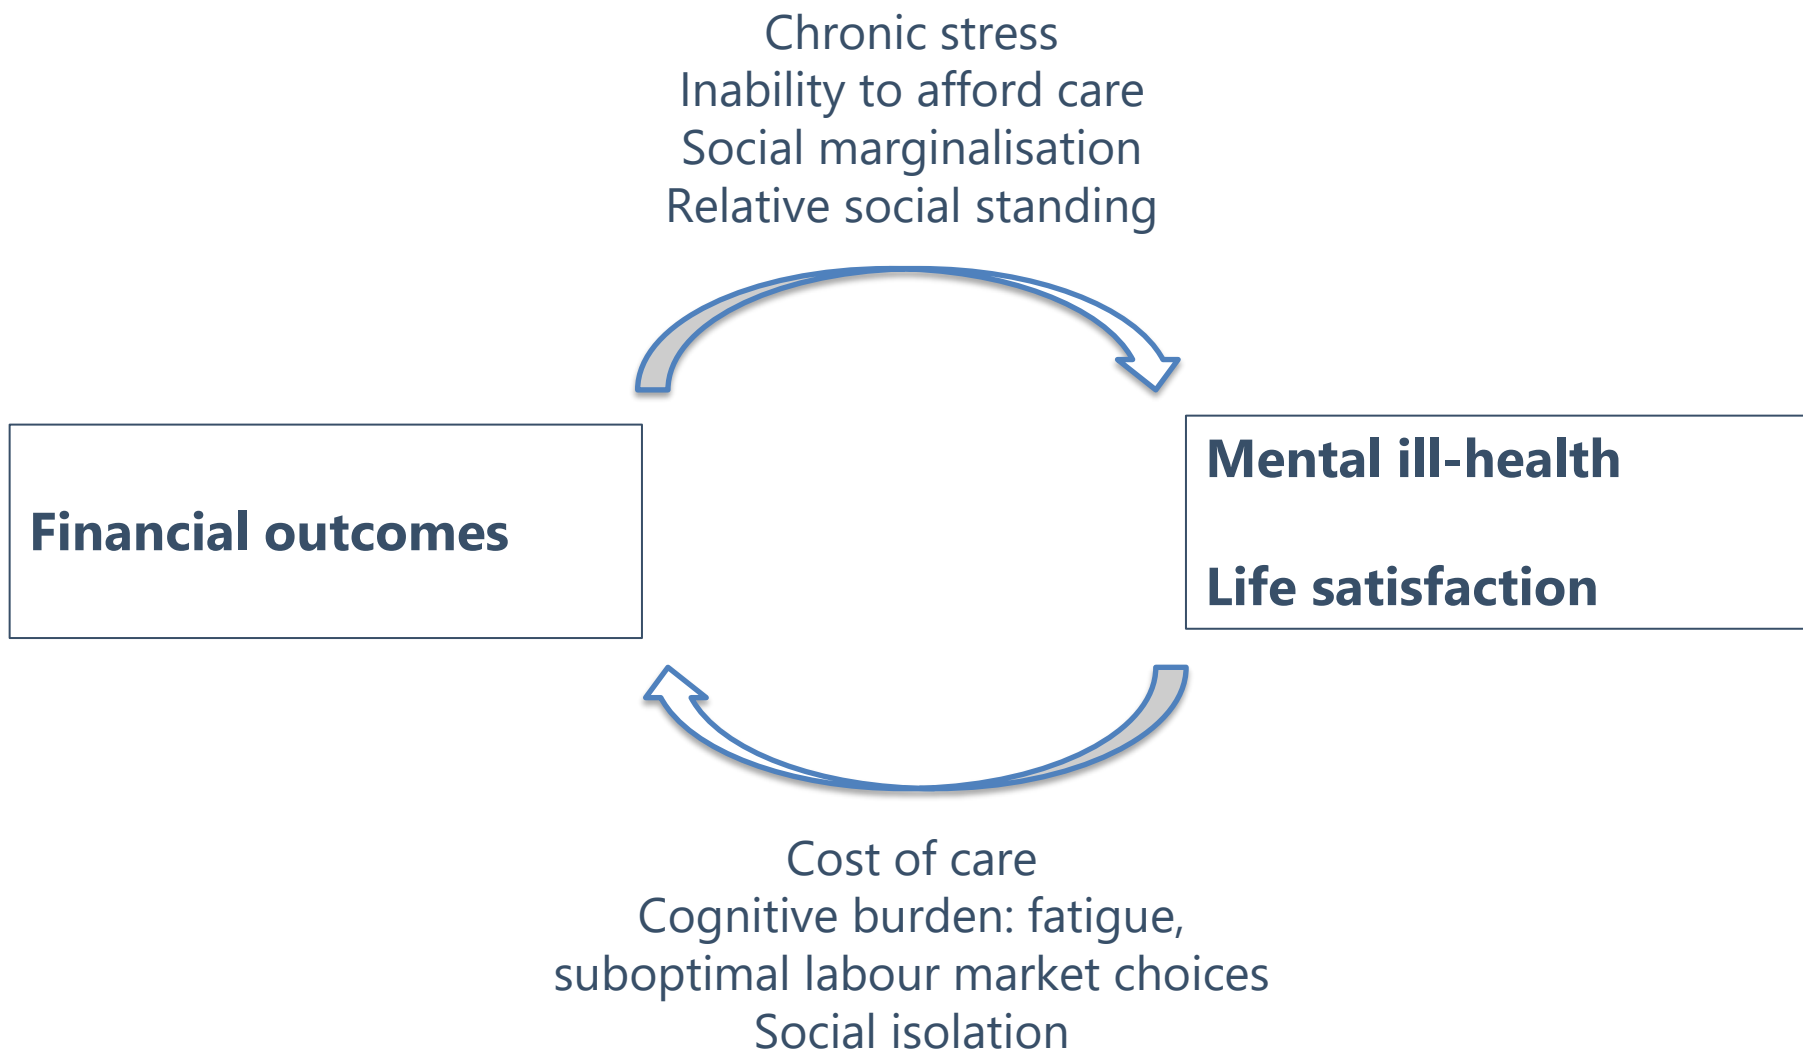 Chronic stress
Inability to afford care
Social marginalisation
Relative social standing
Financial outcomes
Mental ill-health
Life satisfaction
Cost of care
Cognitive burden: fatigue,
suboptimal labour market choices
Social isolation